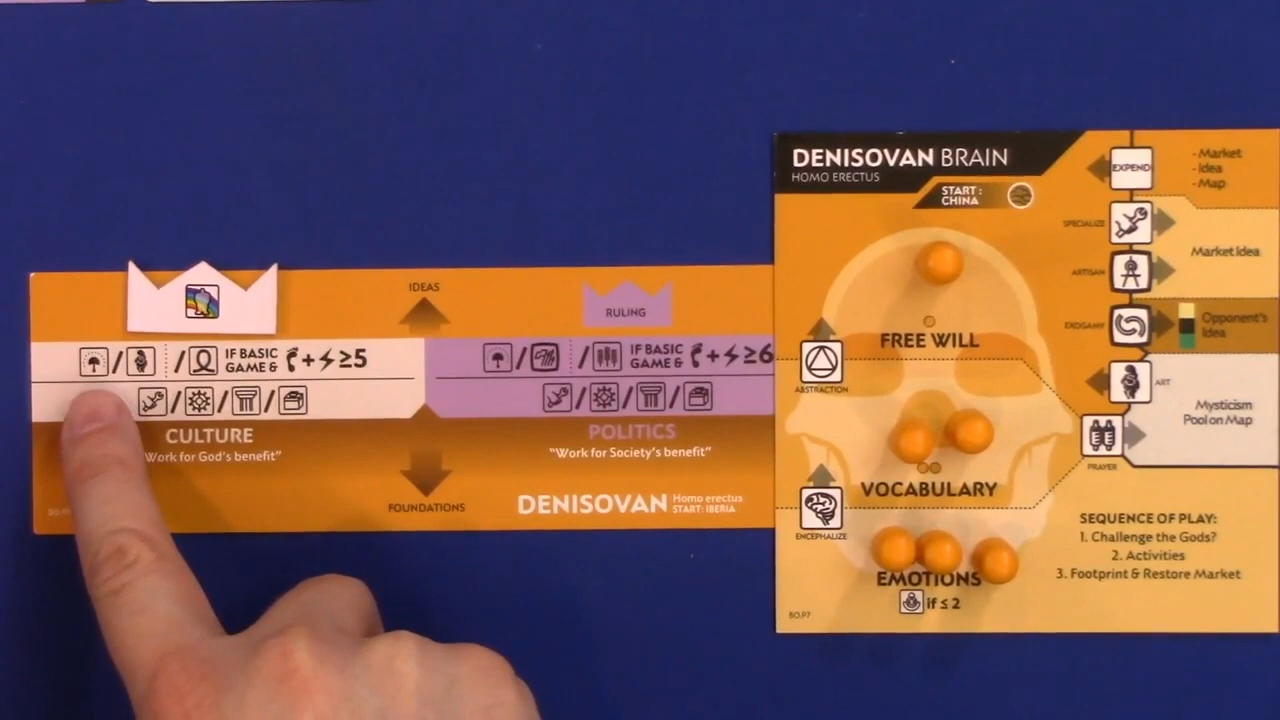 IDEAS
RULING
IF BASIC GAME & + ≥5
IF BASIC GAME & + ≥6
CULTURE
Work for God's benefit"
POLITICS
"Work for Society's benefit"
FOUNDATIONS
DENISOVAN Homo erectus
START: IBERIA
DENISOVAN BRAIN
HOMO ERECTUS
START:
CHINA
EXPEND
- Market
- Idea
- Map
SPECIALIZE
Market Idea
ARTISAN
EXOGAMY
Opponent's
Idea
ABSTRACTION
ART
Mysticism
Pool on Map
PRAYER
FREE WILL
VOCABULARY
ENCEPHALIZE
EMOTIONS
if ≤ 2
SEQUENCE OF PLAY:
1. Challenge the Gods?
2. Activities
3. Footprint & Restore Market
BO.P7